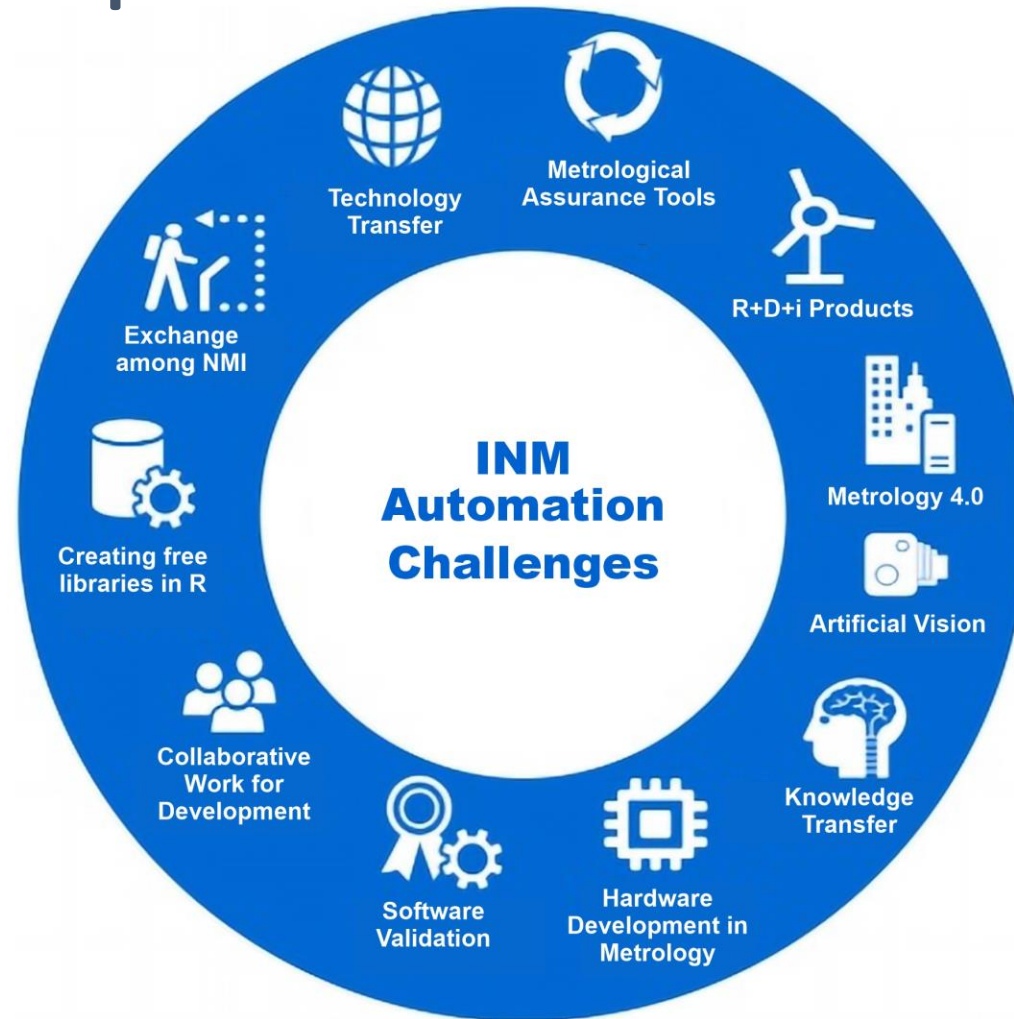 Technology
Transfer
Metrological
Assurance Tools
R+D+i Products
Metrology 4.0
Artificial Vision
Knowledge
Transfer
Hardware
Development in
Metrology
Software
Validation
Collaborative
Work for
Development
Creating free
libraries in R
Exchange
among NMI
INM
Automation
Challenges